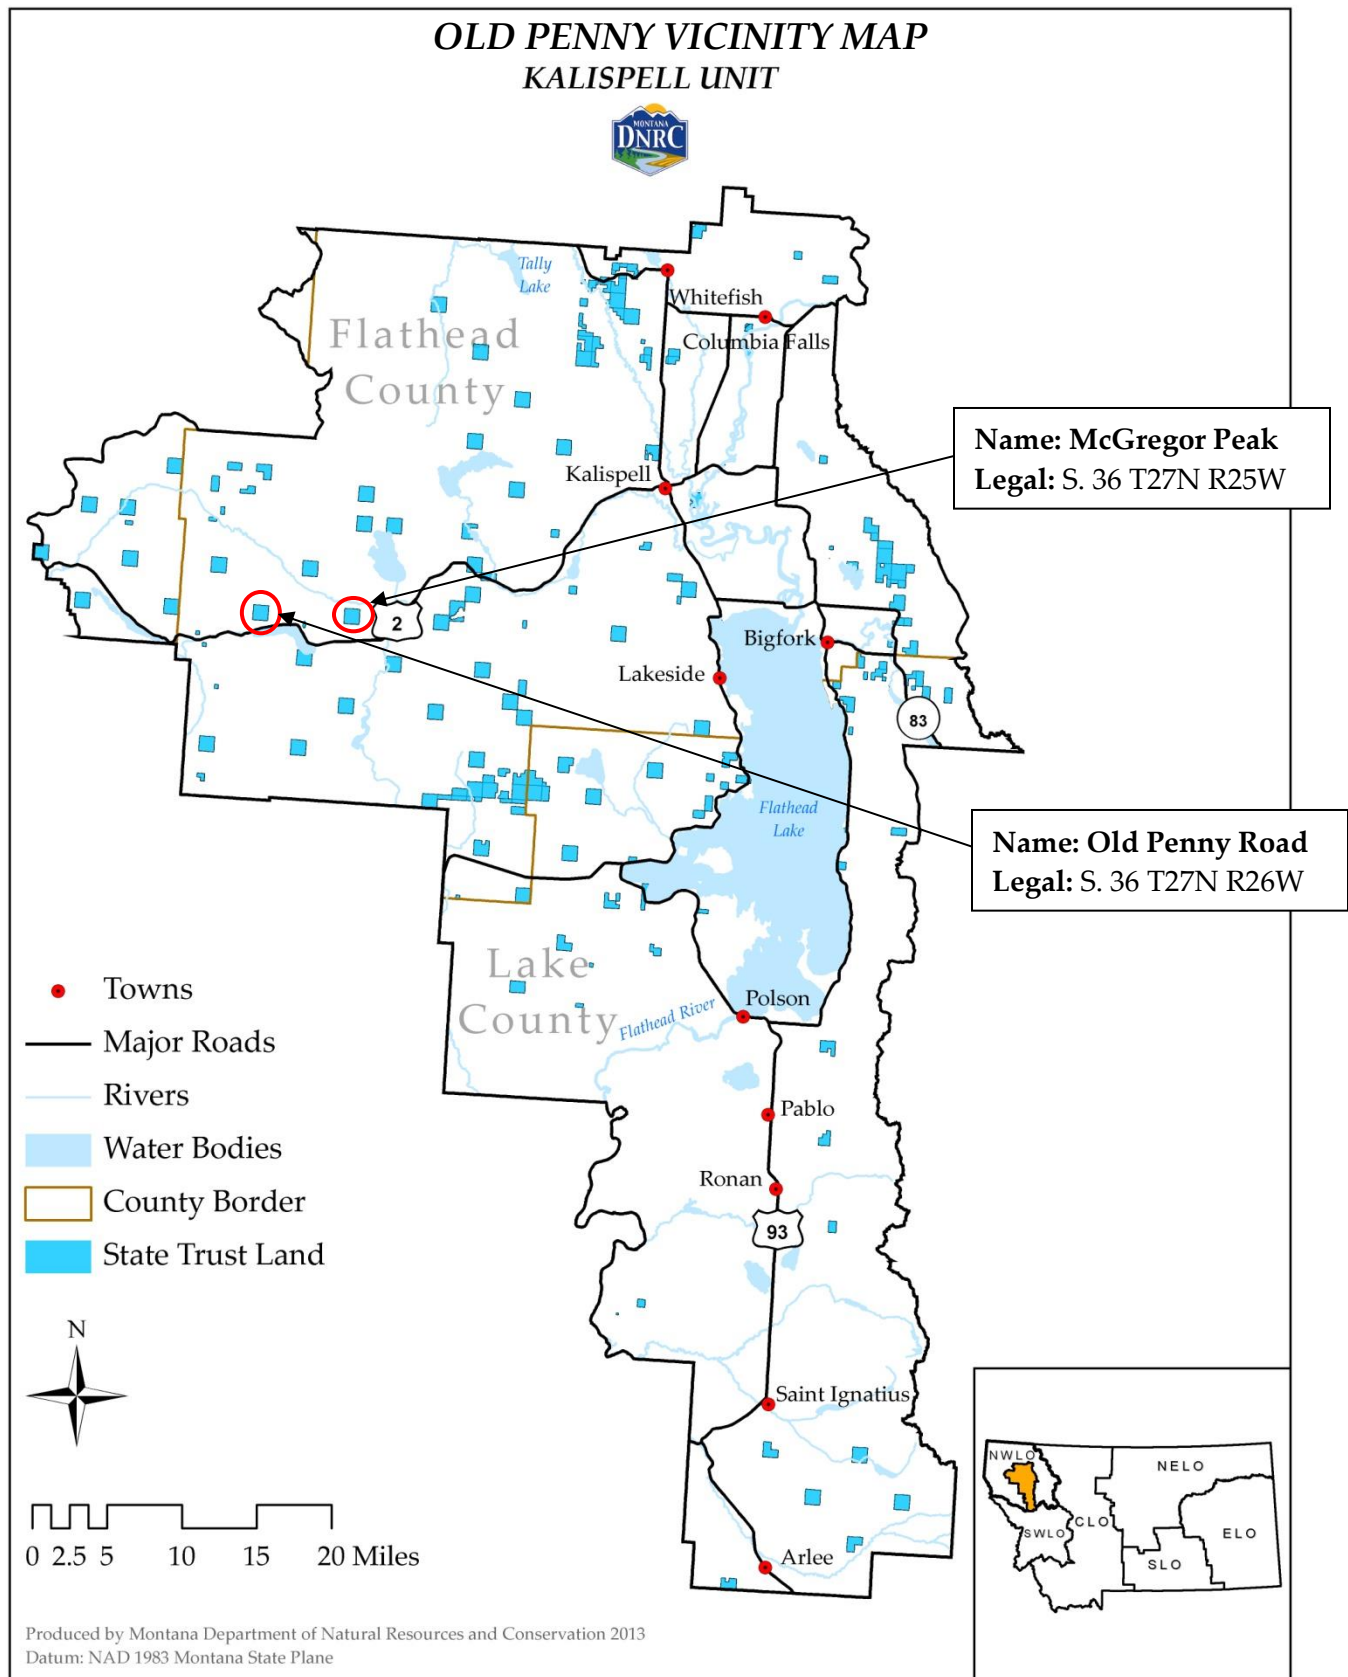 OLD PENNY VICINITY MAP
KALISPELL UNIT
MONTANA
DNRC
Tally
Lake
Whitefish
Columbia Falls
Flathead
County
Name: McGregor Peak
Legal: S. 36 T27N R25W
Kalispell
2
Bigfork
Lakeside
83
Flathead
Lake
Name: Old Penny Road
Legal: S. 36 T27N R26W
Lake
County
Flathead River
Polson
Pablo
Ronan
93
Saint Ignatius
Arlee
Towns
Major Roads
Rivers
Water Bodies
County Border
State Trust Land
N
0 2.5 5 10 15 20 Miles
NWLO
NELO
CLO
SWLO
ELO
SLO
Produced by Montana Department of Natural Resources and Conservation 2013
Datum: NAD 1983 Montana State Plane